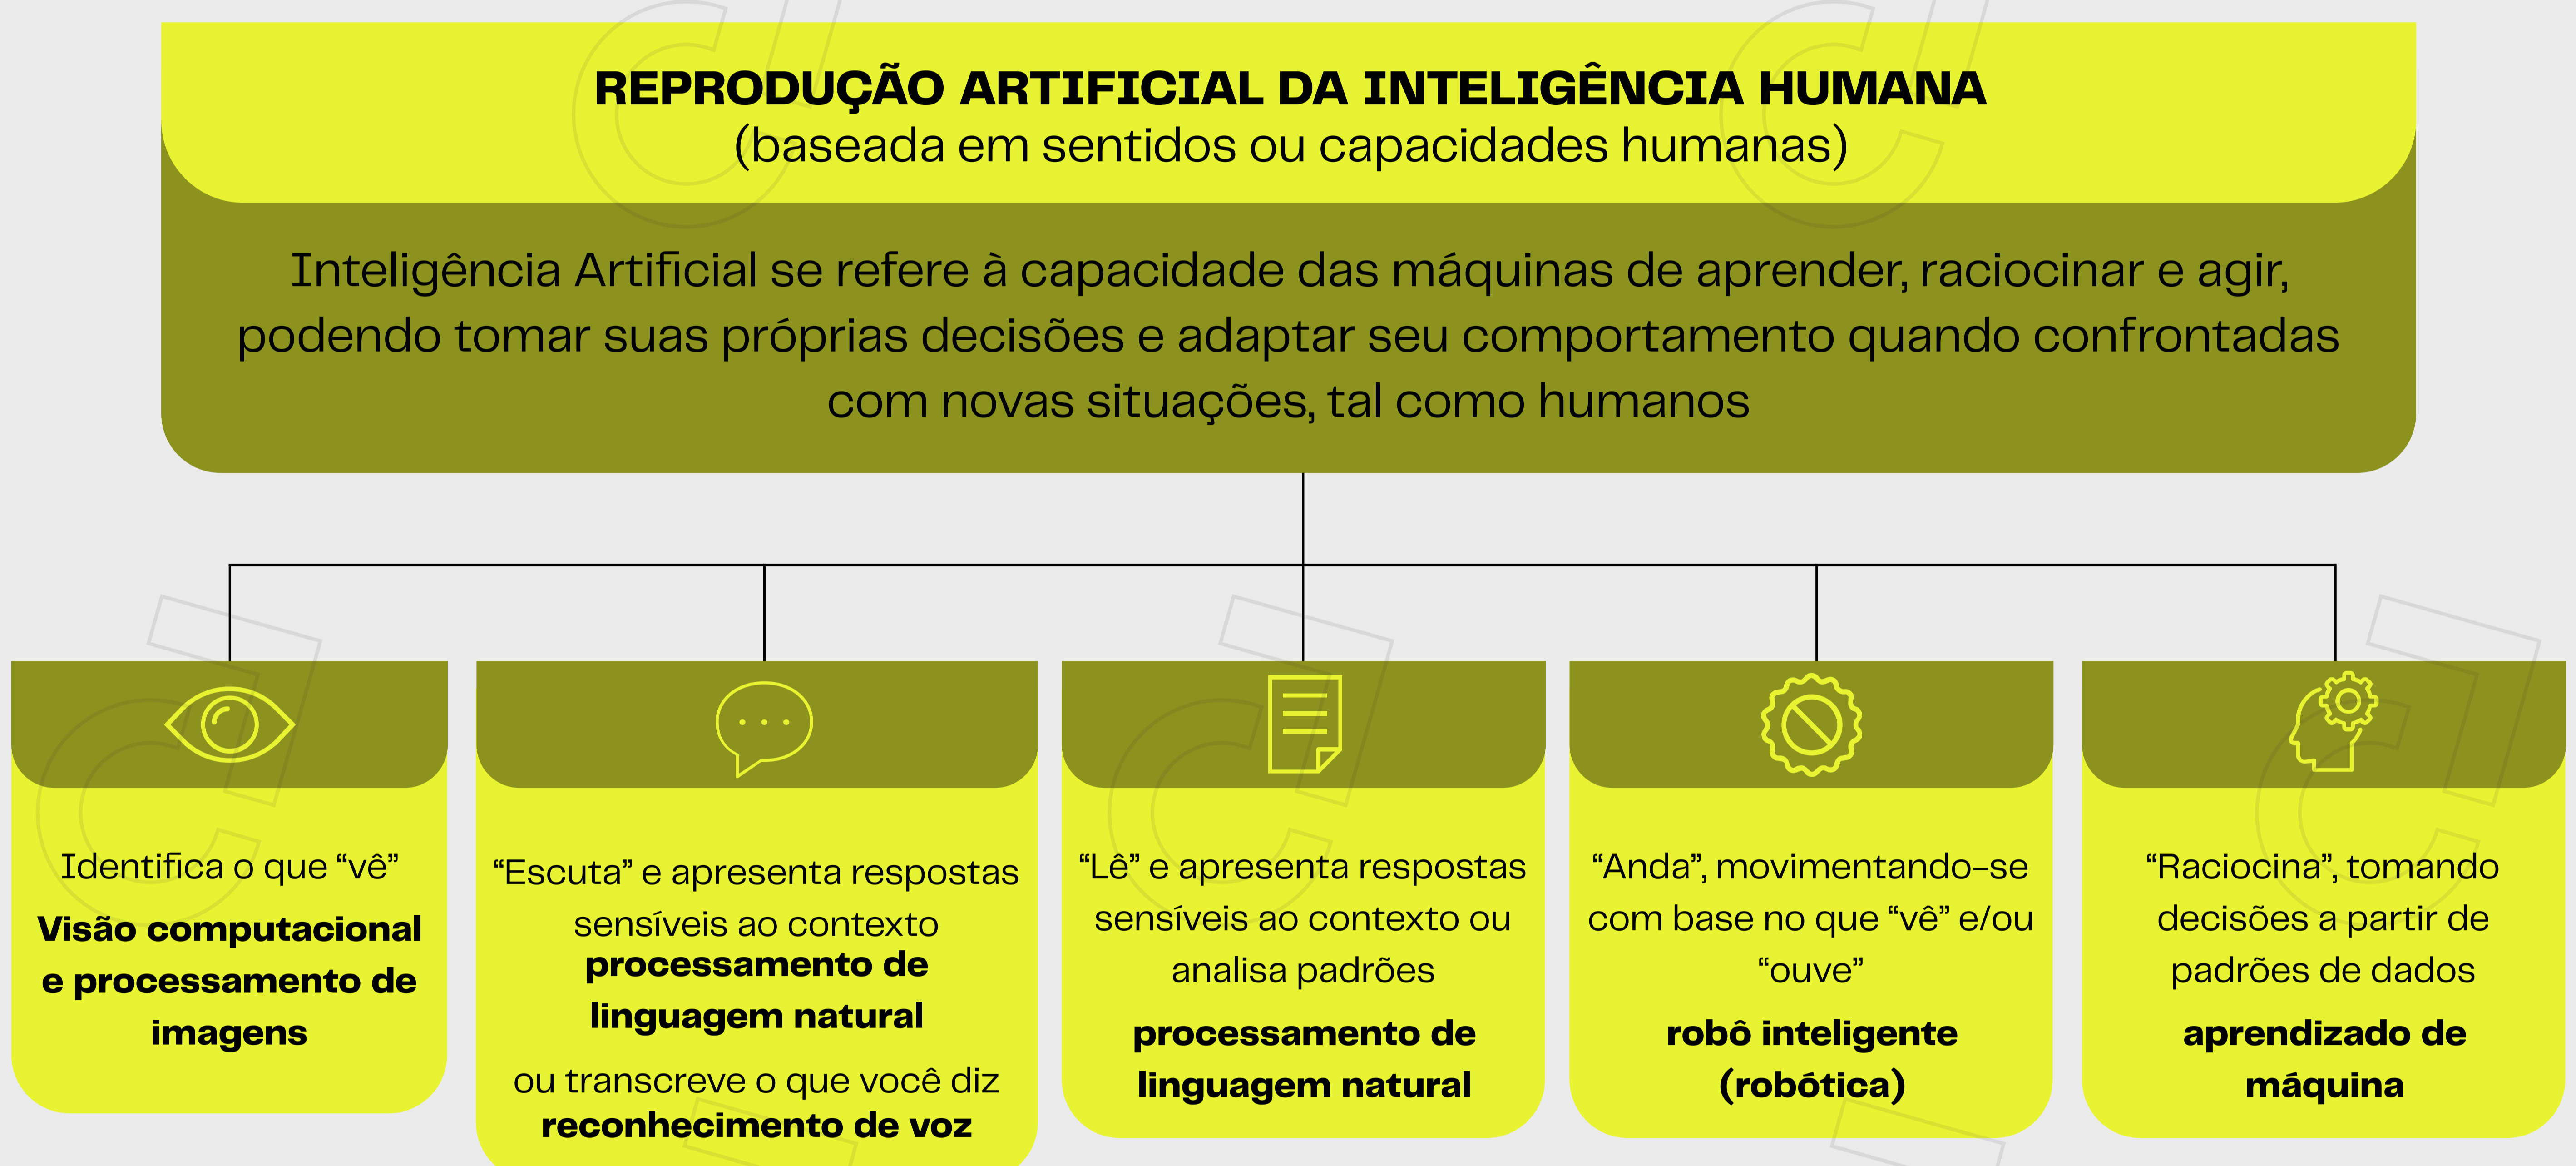 REPRODUÇÃO ARTIFICIAL DA INTELIGÊNCIA HUMANA
(baseada em sentidos ou capacidades humanas)
Inteligência Artificial se refere à capacidade das máquinas de aprender, raciocinar e agir,
podendo tomar suas próprias decisões e adaptar seu comportamento quando confrontadas
com novas situações, tal como humanos
Identifica o que “vê”
Visão computacional
e processamento de
imagens
“Escuta” e apresenta respostas
sensíveis ao contexto
processamento de
linguagem natural
ou transcreve o que você diz
reconhecimento de voz
“Lê” e apresenta respostas
sensíveis ao contexto ou
analisa padrões
processamento de
linguagem natural
“Anda”, movimentando-se
com base no que “vê” e/ou
“ouve”
robô inteligente
(robótica)
“Raciocina”, tomando
decisões a partir de
padrões de dados
aprendizado de
máquina